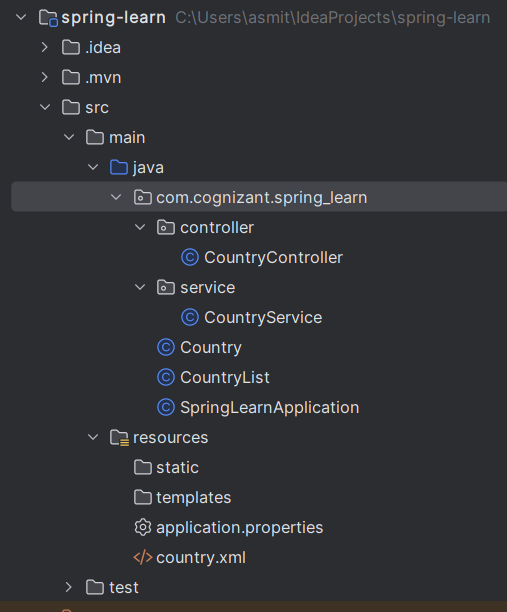 spring-learn C:\Users\asmit\IdeaProjects\spring-learn
.idea
.mvn
src
main
java
com.cognizant.spring_learn
controller
CountryController
service
CountryService
Country
CountryList
SpringLearnApplication
resources
static
templates
application.properties
country.xml
test